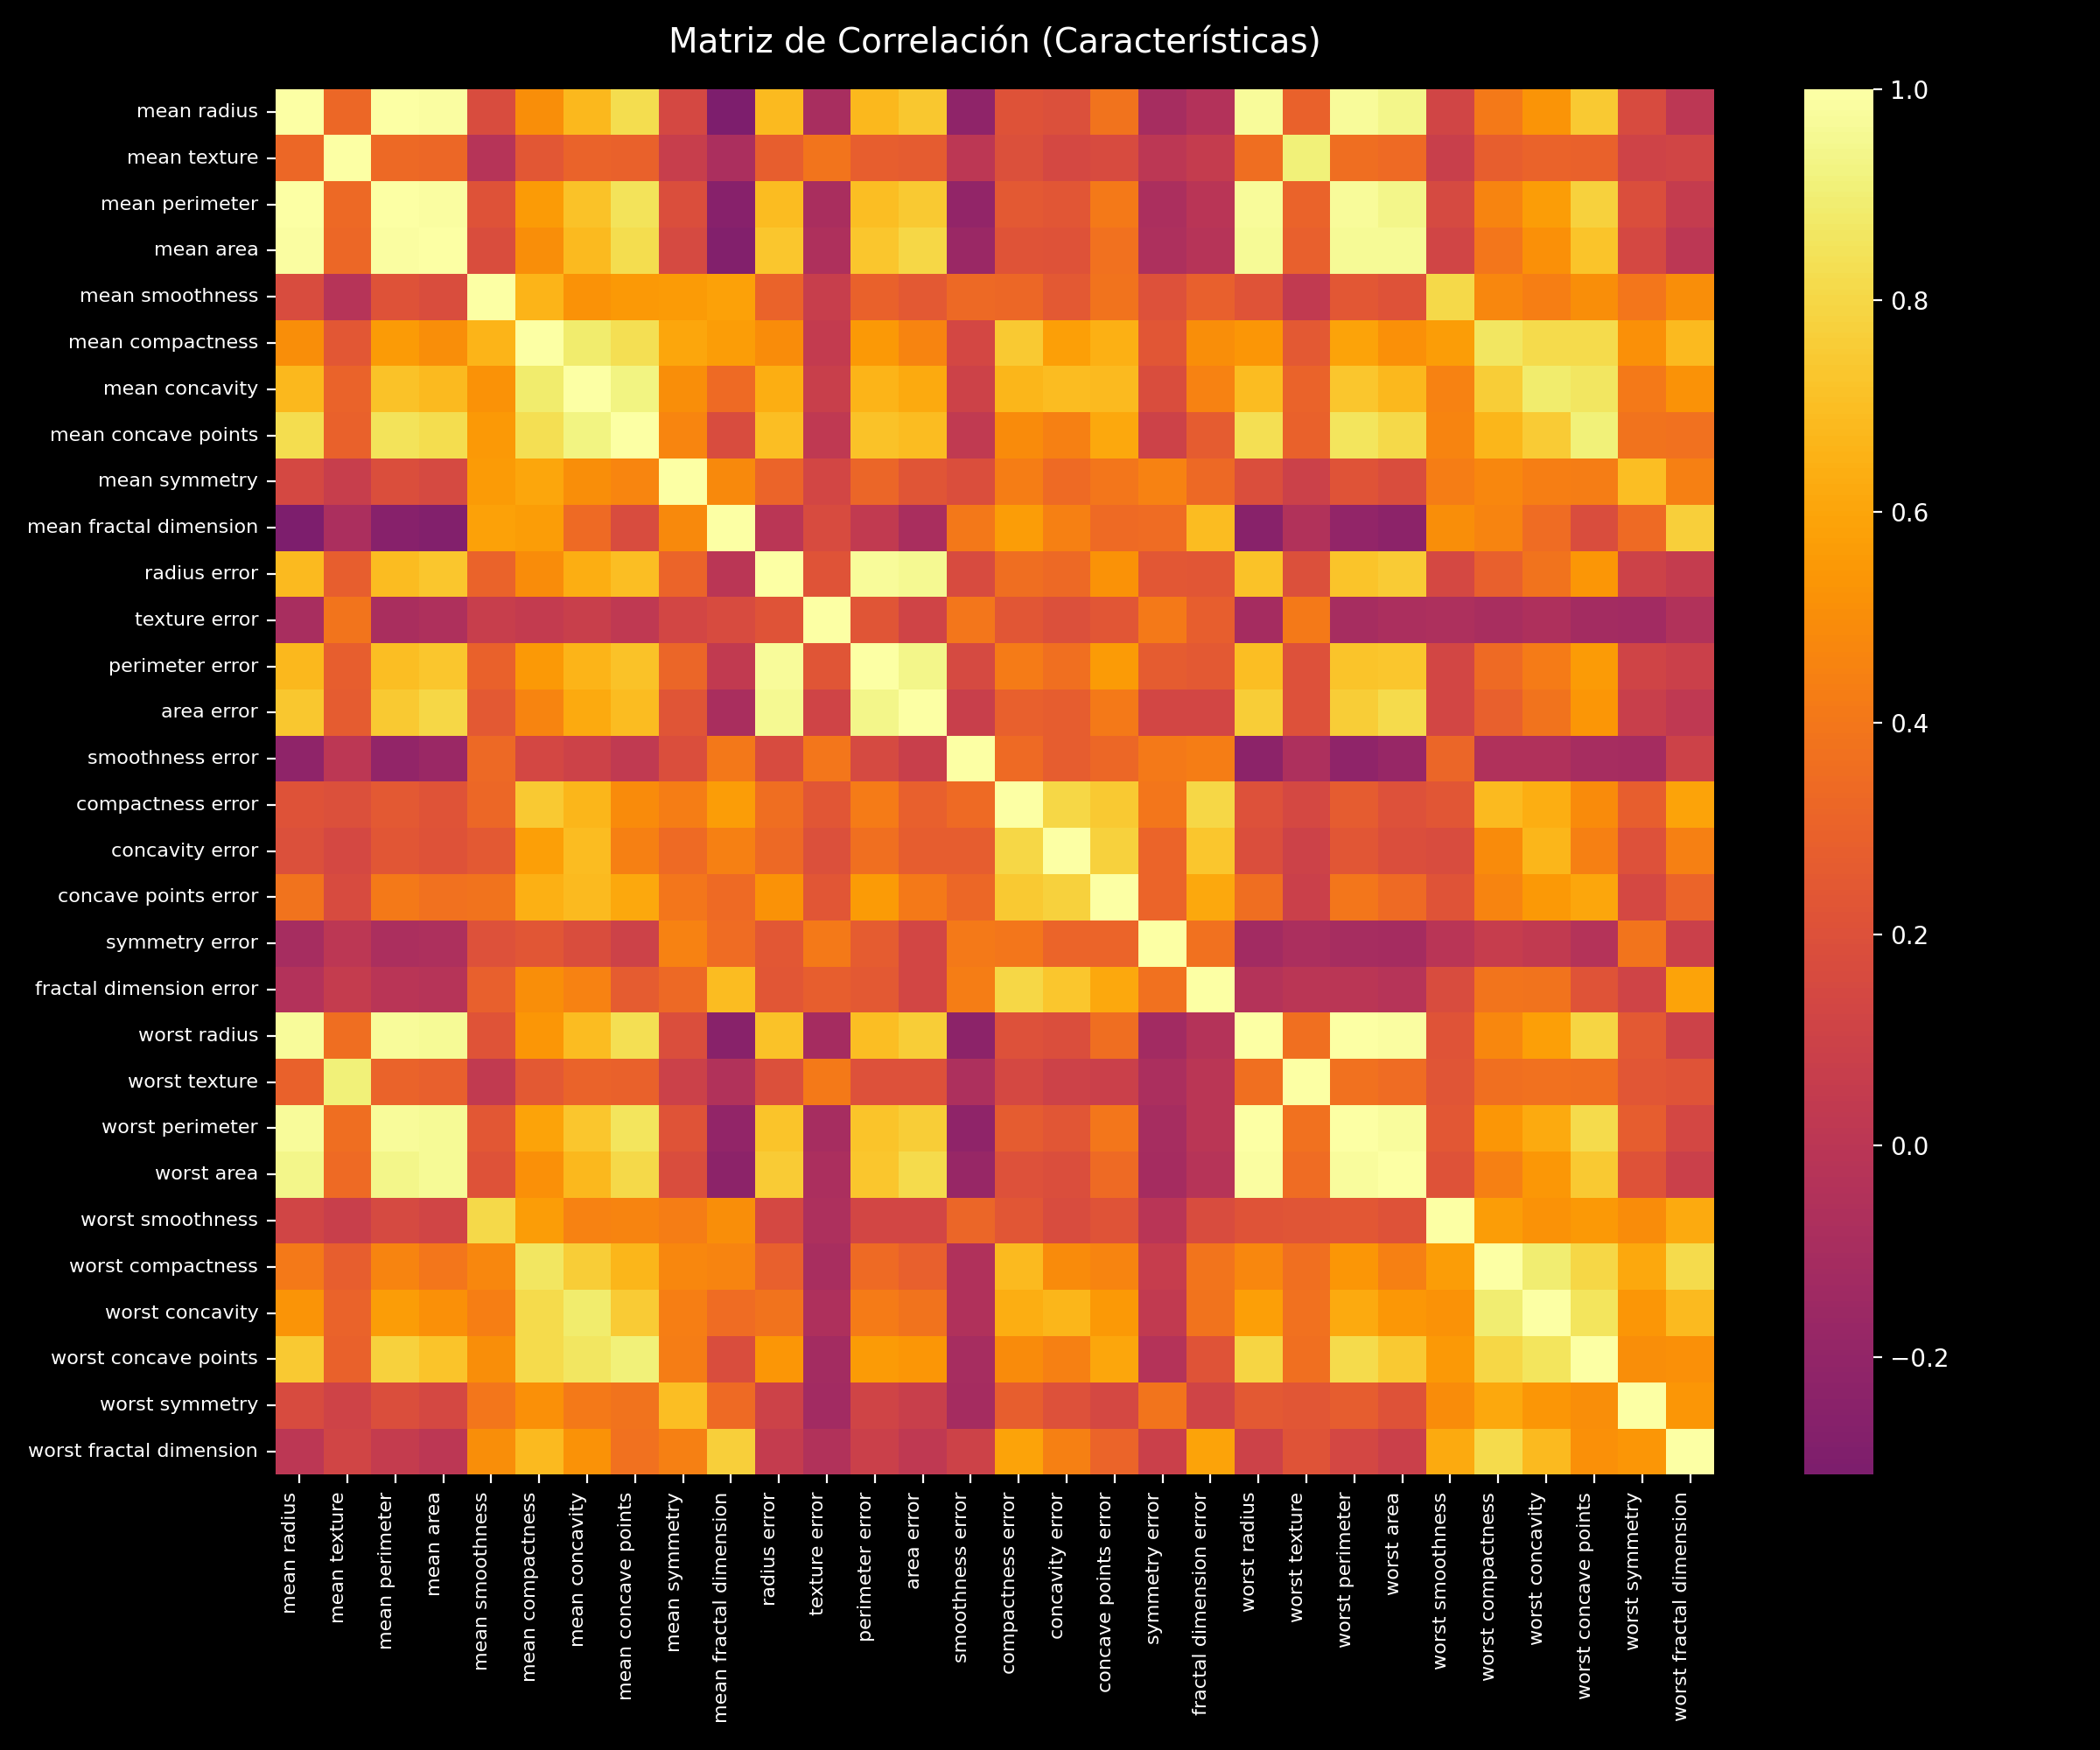 Matriz de Correlación (Características)
mean radius
mean texture
mean perimeter
mean area
mean smoothness
mean compactness
mean concavity
mean concave points
mean symmetry
mean fractal dimension
radius error
texture error
perimeter error
area error
smoothness error
compactness error
concavity error
concave points error
symmetry error
fractal dimension error
worst radius
worst texture
worst perimeter
worst area
worst smoothness
worst compactness
worst concavity
worst concave points
worst symmetry
worst fractal dimension
mean radius
mean texture
mean perimeter
mean area
mean smoothness
mean compactness
mean concavity
mean concave points
mean symmetry
mean fractal dimension
radius error
texture error
perimeter error
area error
smoothness error
compactness error
concavity error
concave points error
symmetry error
fractal dimension error
worst radius
worst texture
worst perimeter
worst area
worst smoothness
worst compactness
worst concavity
worst concave points
worst symmetry
worst fractal dimension
1.0
0.8
0.6
0.4
0.2
0.0
−0.2